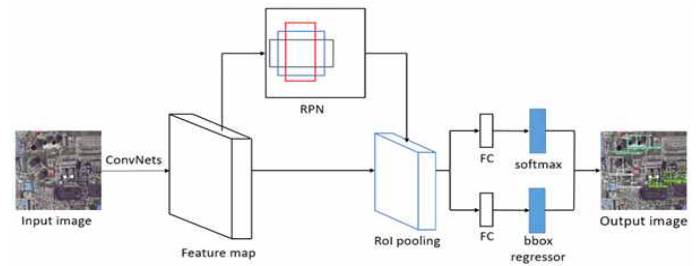 RPN
ConvNets
Input image
Feature map
RoI pooling
FC
softmax
FC
bbox
regressor
Output image